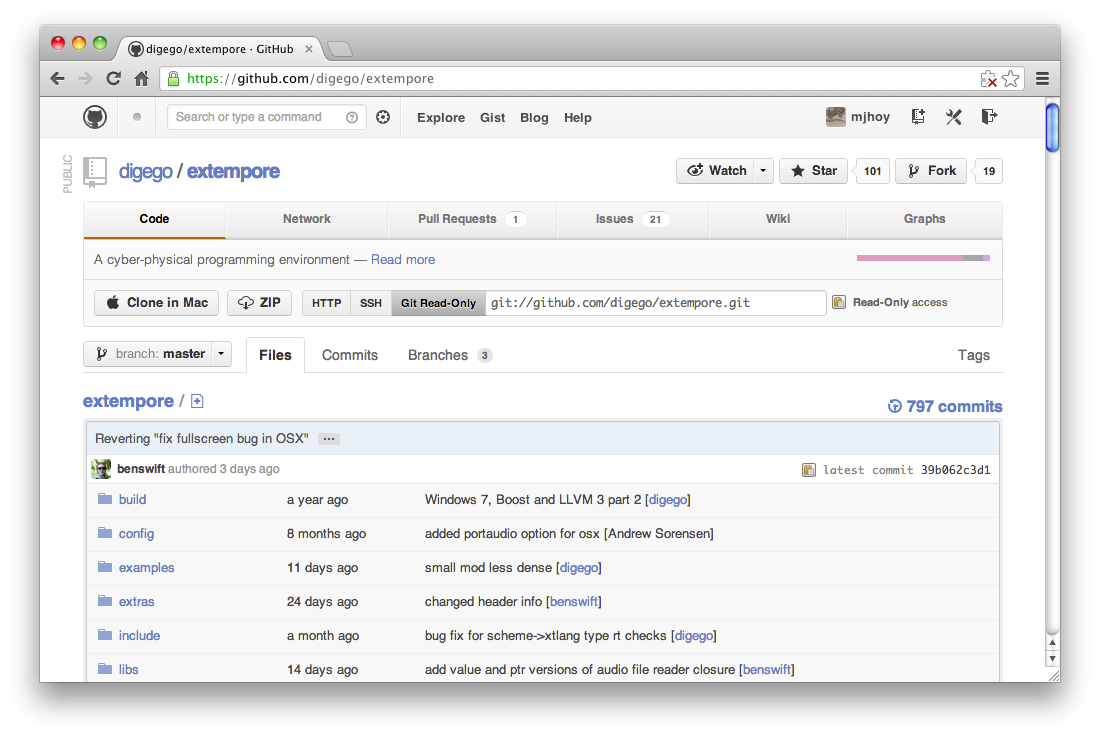 digego/extempore · GitHub
https://github.com/digego/extempore
Search or type a command
Explore Gist Blog Help mjhoy
PUBLIC
digego / extempore Watch Star 101 Fork 19
Code Network Pull Requests 1 Issues 21 Wiki Graphs
A cyber-physical programming environment — Read more
Clone in Mac ZIP HTTP SSH Git Read-Only git://github.com/digego/extempore.git Read-Only access
branch: master Files Commits Branches 3 Tags
extempore / 797 commits
Reverting "fix fullscreen bug in OSX" ...
benswift authored 3 days ago latest commit 39b062c3d1
build a year ago Windows 7, Boost and LLVM 3 part 2 [digego]
config 8 months ago added portaudio option for osx [Andrew Sorensen]
examples 11 days ago small mod less dense [digego]
extras 24 days ago changed header info [benswift]
include a month ago bug fix for scheme->xtlang type rt checks [digego]
libs 14 days ago add value and ptr versions of audio file reader closure [benswift]